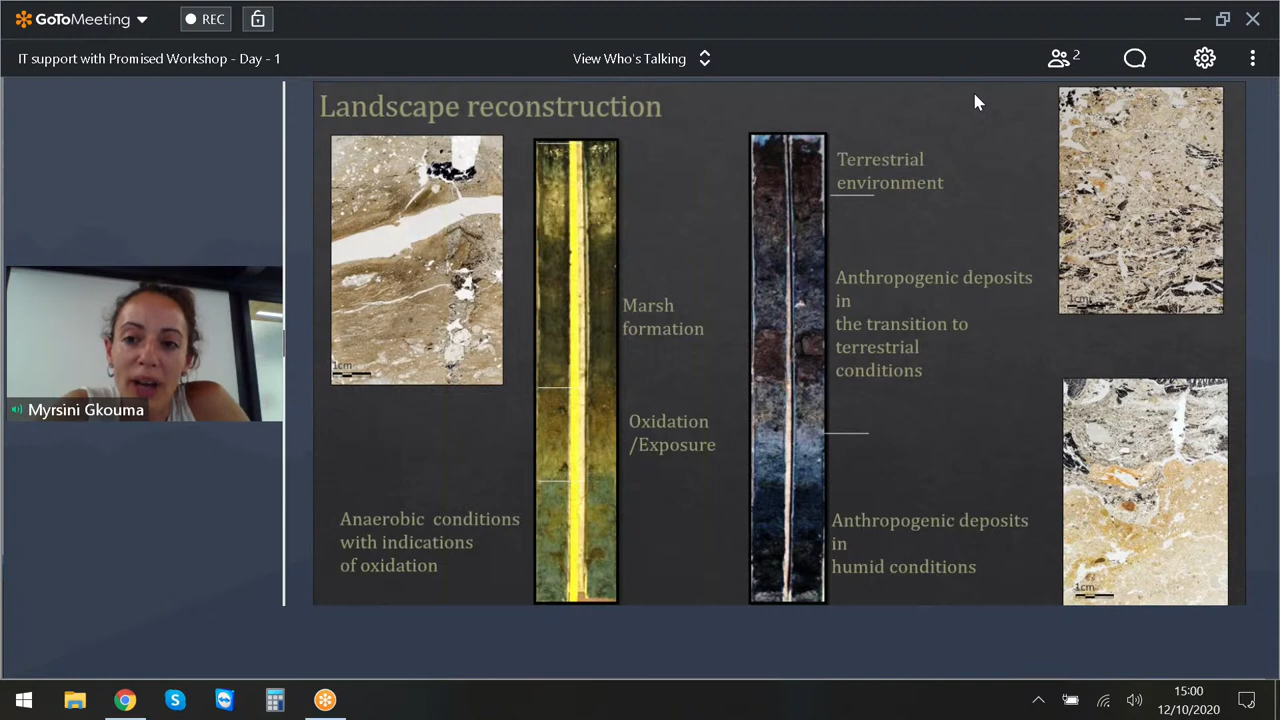 GoToMeeting
REC
IT support with Promised Workshop - Day - 1
View Who's Talking
2
Landscape reconstruction
1cm
Marsh
formation
Oxidation
/Exposure
Anaerobic conditions
with indications
of oxidation
Terrestrial
environment
Anthropogenic deposits
in
the transition to
terrestrial
conditions
Anthropogenic deposits
in
humid conditions
1cm
1cm
Myrsini Gkouma
15:00
12/10/2020